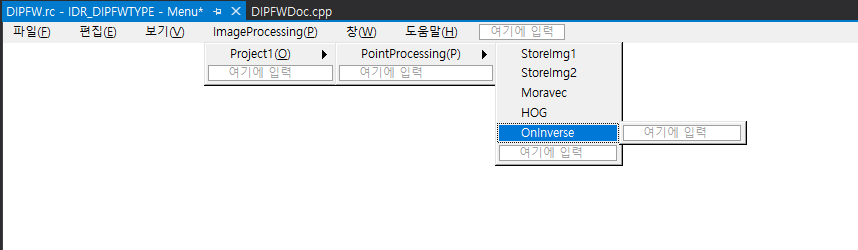 DIPFW.rc - IDR_DIPFWTYPE - Menu* DIPFWDoc.cpp
파일(F) 편집(E) 보기(V) ImageProcessing(P) 창(W) 도움말(H) 여기에 입력
Project1(O) PointProcessing(P) StoreImg1
여기에 입력 여기에 입력 StoreImg2
Moravec
HOG
OnInverse 여기에 입력
여기에 입력